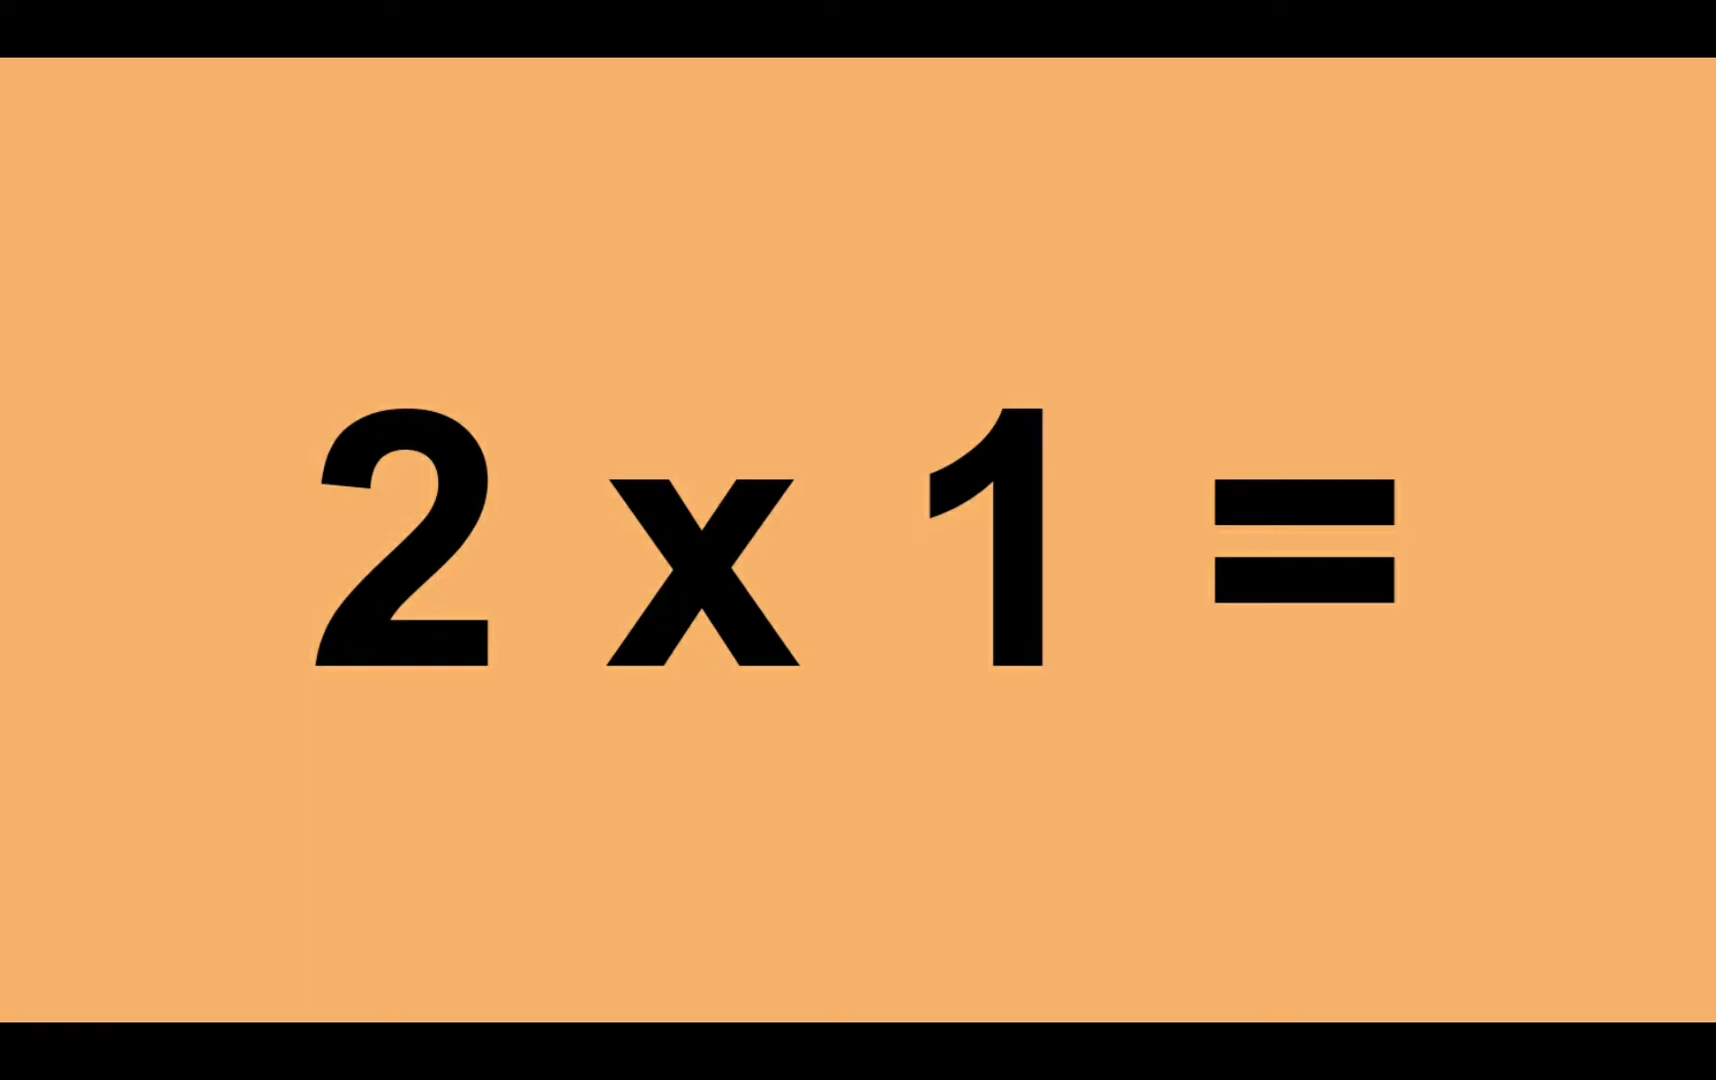 2 x 1 =